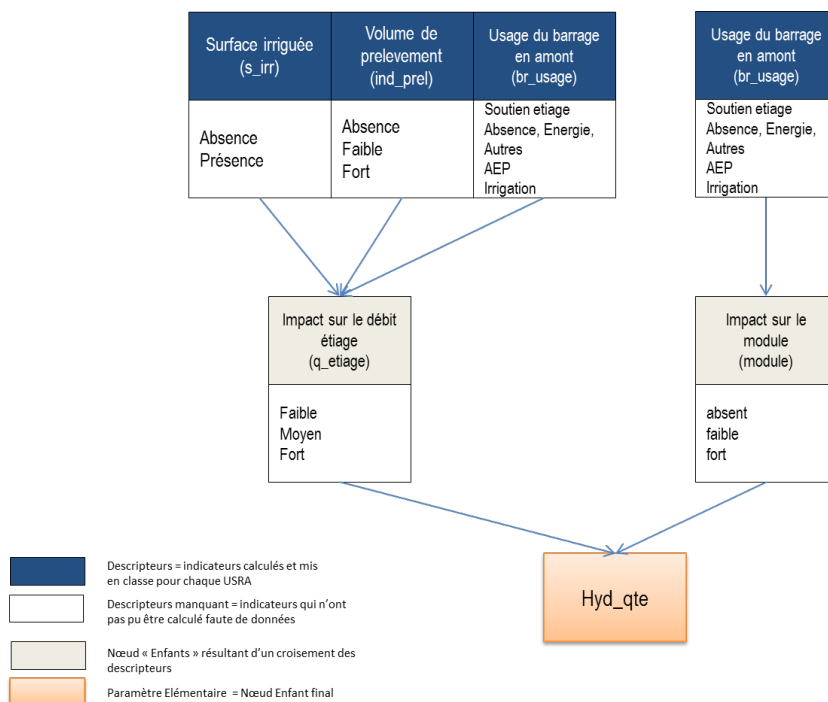 Surface irriguée
(s_irr)
Volume de
prelevement
(ind_prel)
Usage du barrage
en amont
(br_usage)
Usage du barrage
en amont
(br_usage)
Absence
Présence
Absence
Faible
Fort
Soutien etiage
Absence, Energie,
Autres
AEP
Irrigation
Soutien etiage
Absence, Energie,
Autres
AEP
Irrigation
Impact sur le débit
étiage
(q_etiage)
Impact sur le
module
(module)
Faible
Moyen
Fort
absent
faible
fort
Hyd_qte
Descripteurs = indicateurs calculés et mis
en classe pour chaque USRA
Descripteurs manquant = indicateurs qui n'ont
pas pu être calculé faute de données
Nœud « Enfants » résultant d'un croisement des
descripteurs
Paramètre Elémentaire = Nœud Enfant final